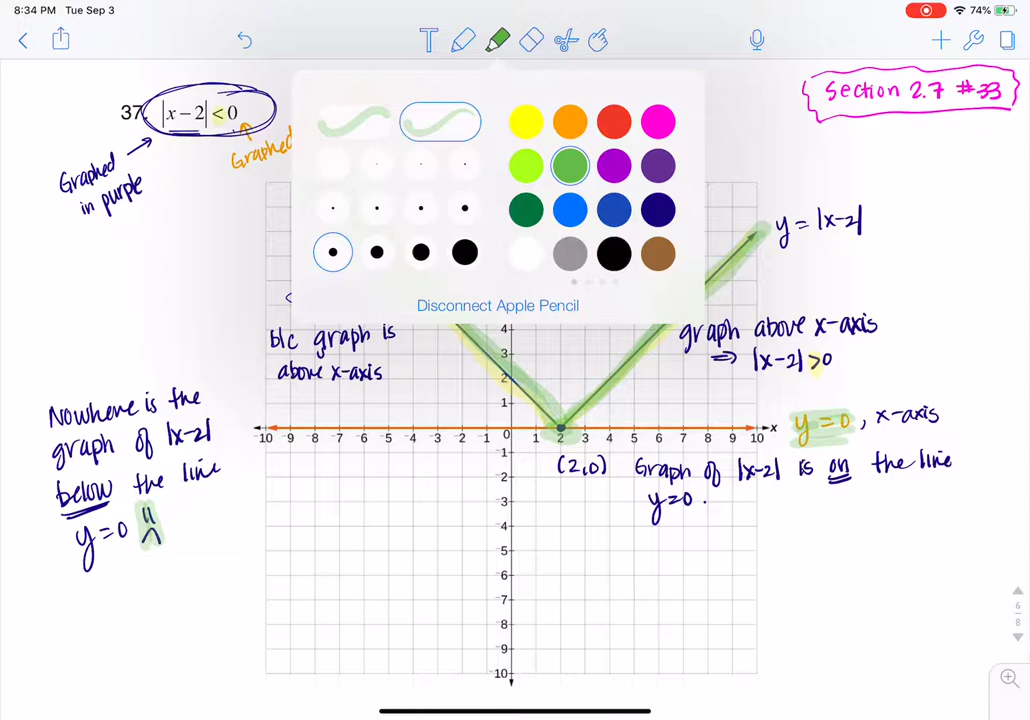 8:34 PM Tue Sep 3
74%
T
Section 2.7 #33
37. |x − 2| < 0
Graphed
in purple
Graphed
y = |x-2|
Disconnect Apple Pencil
b/c graph is
above x-axis
graph above x-axis
⇒ |x-2| >0
4
3
2
1
-10 -9 -8 -7 -6 -5 -4 -3 -2 -1 0 1 2 3 4 5 6 7 8 9 10 x
-1
-2
-3
-4
-5
-6
-7
-8
-9
-10
y = 0, x-axis
(2,0)
Graph of |x-2| is on the line
y=0.
Nowhere is the
graph of |x-2|
below the line
y=0
6
8